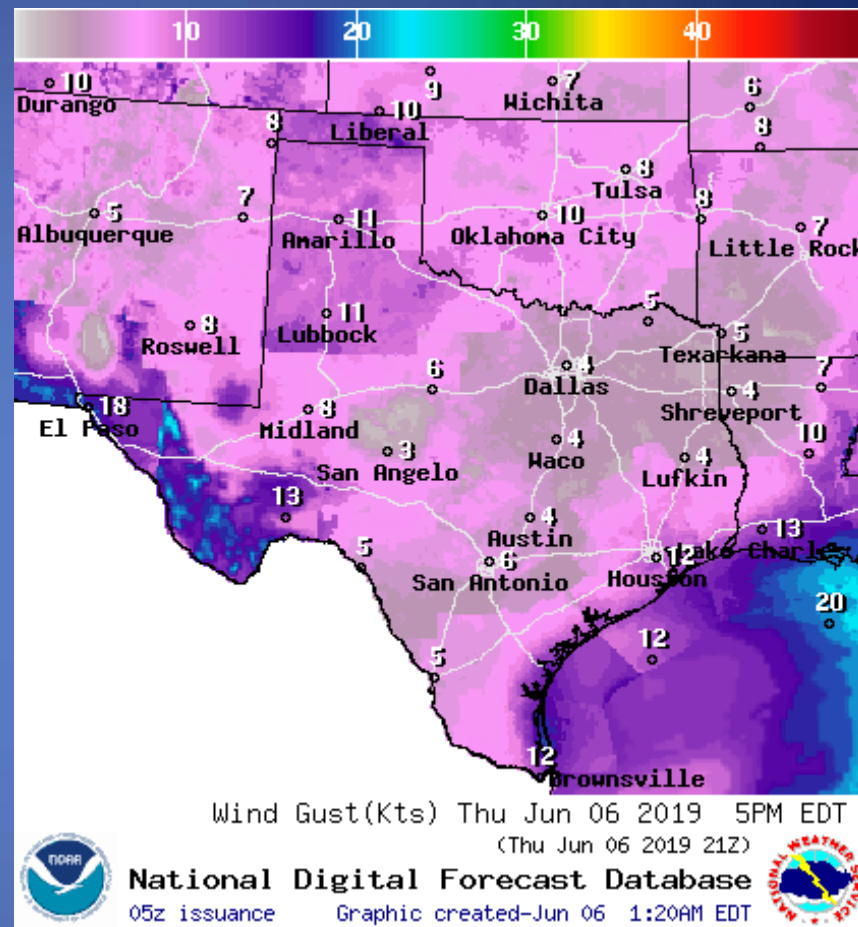 10 20 30 40
10 9 7 6
Durango Wichita
10
Liberal
8 8
8
Tulsa
5 7 11 10 8 7
Albuquerque Amarillo Oklahoma City Little Rock
8 11 5
Roswell Lubbock 5
Texarkana
4
Dallas
6 4 7
18 8 Shreveport
El Paso Midland
3 4 4 10
San Angelo Waco Lufkin
13 4 13
Austin
5 6 12 Lake Charl
San Antonio Houston
20
12
5
12
Brownsville
Wind Gust(Kts) Thu Jun 06 2019 5PM EDT
(Thu Jun 06 2019 21Z)
National Digital Forecast Database
05z issuance Graphic created-Jun 06 1:20AM EDT
NOAA
NATIONAL WEATHER SERVICE